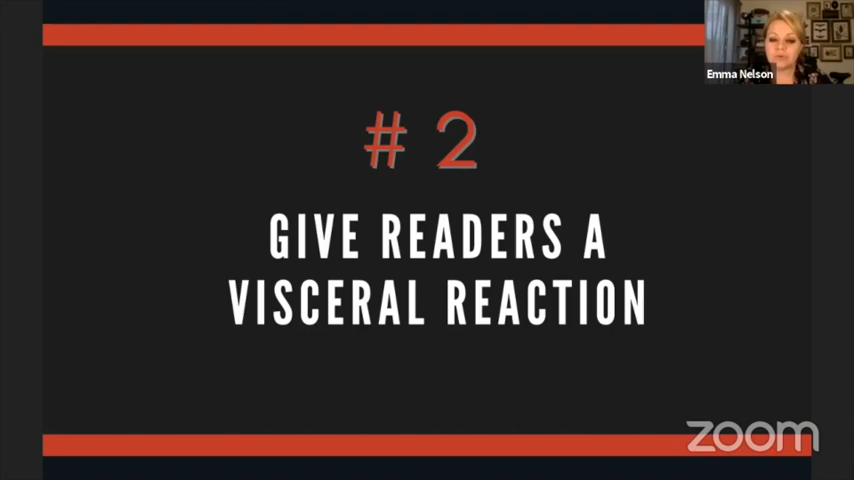 Emma Nelson
# 2
GIVE READERS A
VISCERAL REACTION
zoom